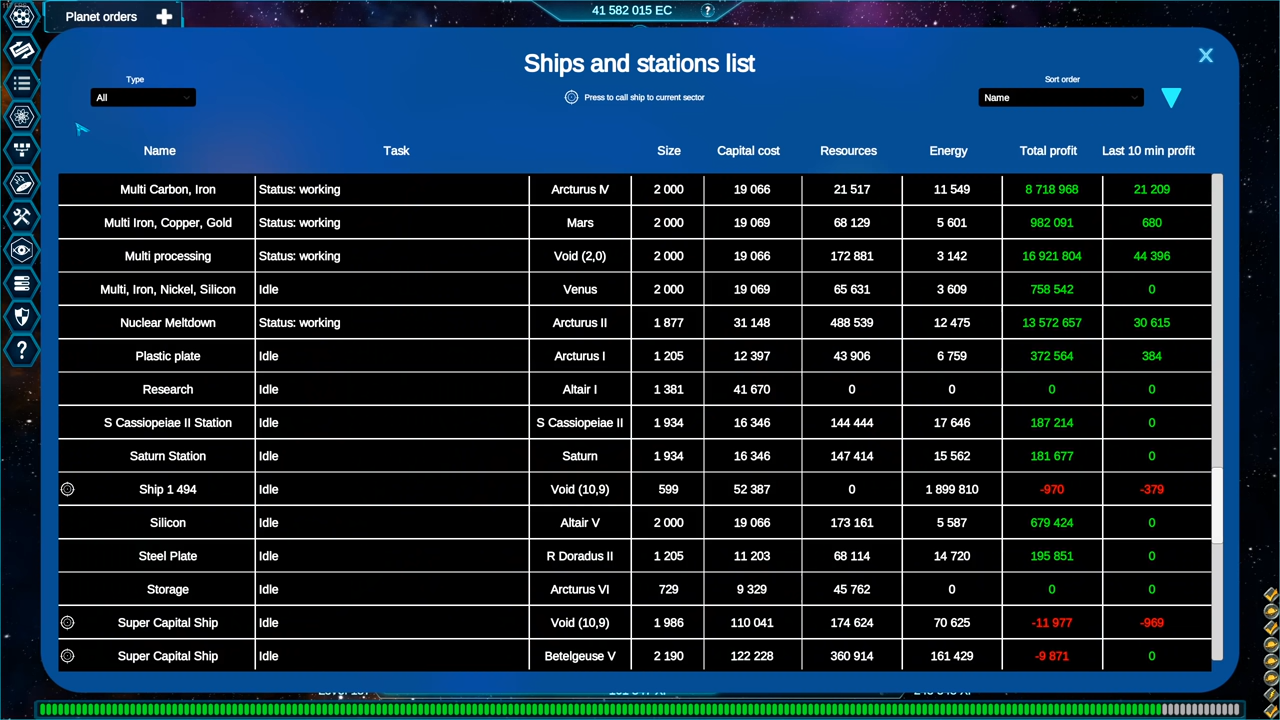 Planet orders
41 582 015 EC
?
Ships and stations list
Type
All
Press to call ship to current sector
Sort order
Name
Name Task Size Capital cost Resources Energy Total profit Last 10 min profit
Multi Carbon, Iron Status: working Arcturus IV 2 000 19 066 21 517 11 549 8 718 968 21 209
Multi Iron, Copper, Gold Status: working Mars 2 000 19 069 68 129 5 601 982 091 680
Multi processing Status: working Void (2,0) 2 000 19 066 172 881 3 142 16 921 804 44 396
Multi, Iron, Nickel, Silicon Idle Venus 2 000 19 069 65 631 3 609 758 542 0
Nuclear Meltdown Status: working Arcturus II 1 877 31 148 488 539 12 475 13 572 657 30 615
Plastic plate Idle Arcturus I 1 205 12 397 43 906 6 759 372 564 384
Research Idle Altair I 1 381 41 670 0 0 0 0
S Cassiopeiae II Station Idle S Cassiopeiae II 1 934 16 346 144 444 17 646 187 214 0
Saturn Station Idle Saturn 1 934 16 346 147 414 15 562 181 677 0
Ship 1 494 Idle Void (10,9) 599 52 387 0 1 899 810 -970 -379
Silicon Idle Altair V 2 000 19 066 173 161 5 587 679 424 0
Steel Plate Idle R Doradus II 1 205 11 203 68 114 14 720 195 851 0
Storage Idle Arcturus VI 729 9 329 45 762 0 0 0
Super Capital Ship Idle Void (10,9) 1 986 110 041 174 624 70 625 -11 977 -969
Super Capital Ship Idle Betelgeuse V 2 190 122 228 360 914 161 429 -9 871 0
?